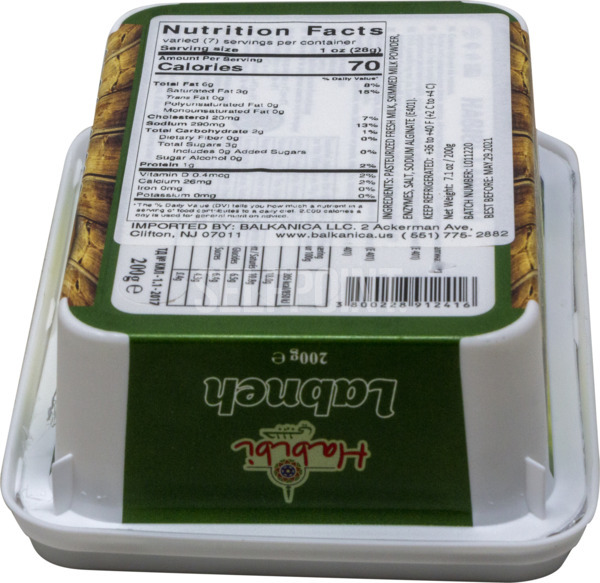 Nutrition Facts
varied (7) servings per container
Serving size 1 oz (28g)
Amount Per Serving
Calories 70
% Daily Value*
Total Fat 6g 8%
Saturated Fat 3g 15%
Trans Fat 0g
Polyunsaturated Fat 0g
Monounsaturated Fat 0g
Cholesterol 20mg 7%
Sodium 290mg 13%
Total Carbohydrate 2g 1%
Dietary Fiber 0g 0%
Total Sugars 3g
Includes 0g Added Sugars 0%
Sugar Alcohol 0g
Protein 1g 2%
Vitamin D 0.4mcg 2%
Calcium 26mg 2%
Iron 0mg 0%
Potassium 0mg 0%
*The % Daily Value (DV) tells you how much a nutrient in a
serving of food contributes to a daily diet. 2,000 calories a
day is used for general nutrition advice.
IMPORTED BY: BALKANICA LLC. 2 Ackerman Ave,
Clifton, NJ 07011 www.balkanica.us ( 551) 775- 2882
INGREDIENTS: PASTEURIZED FRESH MILK, SKIMMED MILK POWDER,
ENZYMES, SALT, SODIUM ALGINATE (E401).
KEEP REFRIGERATED: +36 to +40 F (+2 C to +4 C)
Net Weight: 7.1 oz / 200g
BATCH NUMBER: L011220
BEST BEFORE: MAY.29.2021
200g e
3 800228 912416
SELLPOINT
200g e
Labneh
Habibi